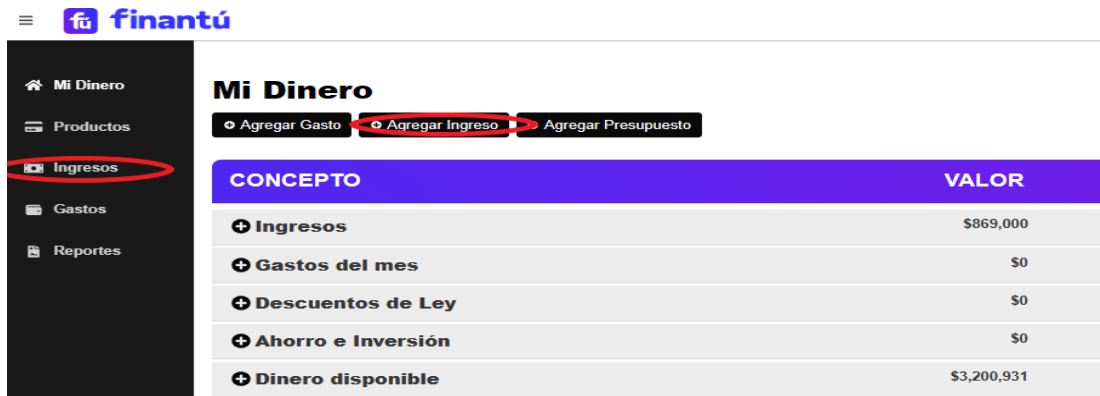 fú finantú
Mi Dinero
Productos
Ingresos
Gastos
Reportes
Mi Dinero
Agregar Gasto Agregar Ingreso Agregar Presupuesto
CONCEPTO VALOR
Ingresos $869,000
Gastos del mes $0
Descuentos de Ley $0
Ahorro e Inversión $0
Dinero disponible $3,200,931